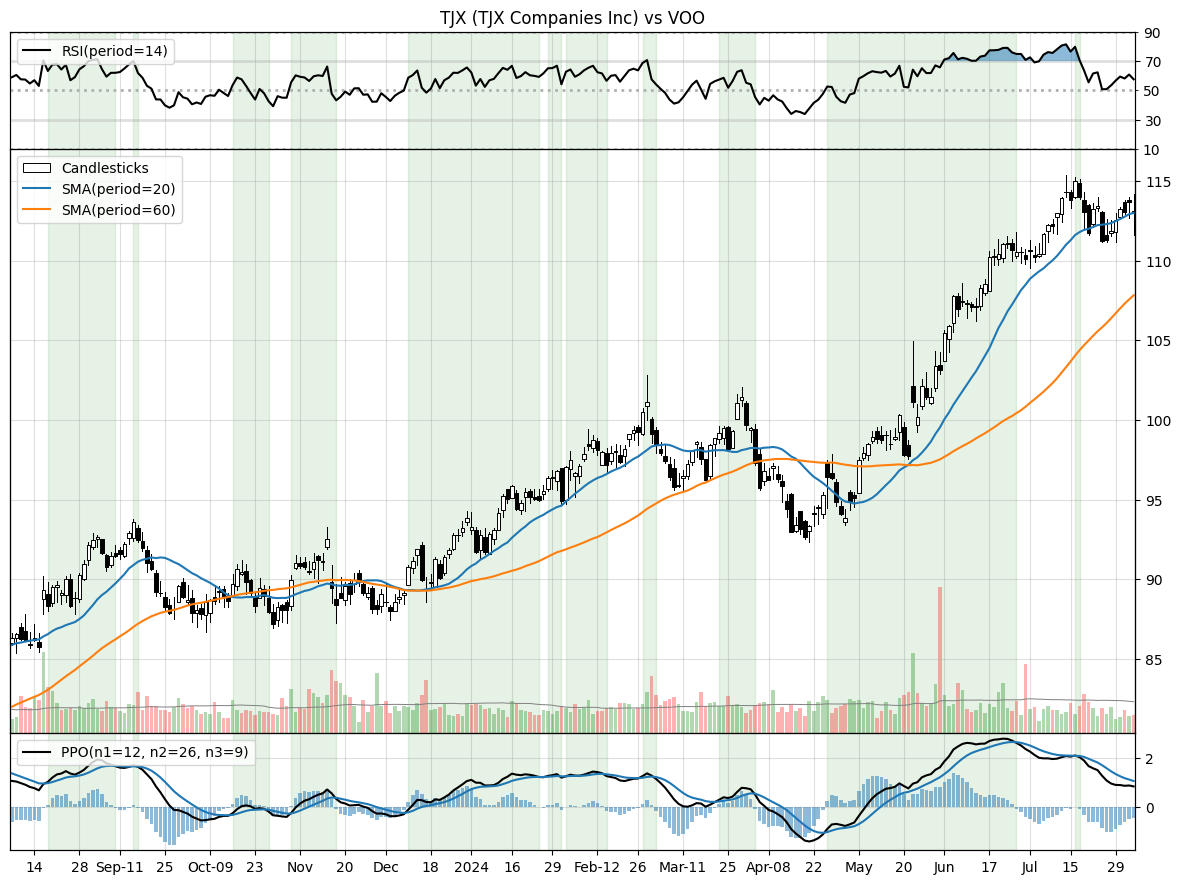 TJX (TJX Companies Inc) vs VOO
RSI(period=14)
90
70
50
30
10
Candlesticks
SMA(period=20)
SMA(period=60)
115
110
105
100
95
90
85
PPO(n1=12, n2=26, n3=9)
2
0
14 28 Sep-11 25 Oct-09 23 Nov 20 Dec 18 2024 16 29 Feb-12 26 Mar-11 25 Apr-08 22 May 20 Jun 17 Jul 15 29